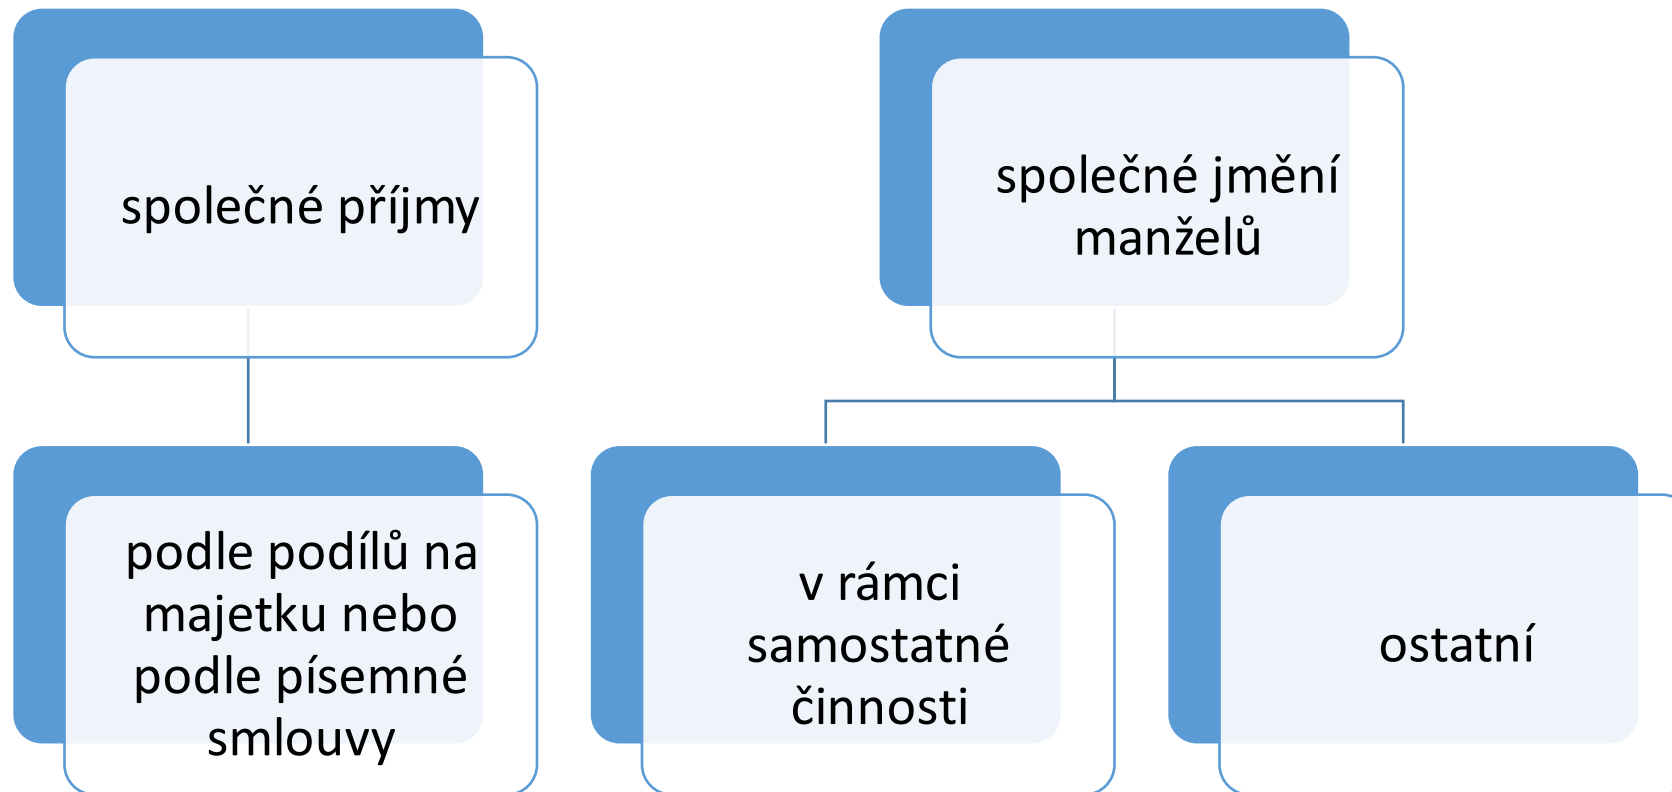 společné příjmy
společné jmění
manželů
podle podílů na
majetku nebo
podle písemné
smlouvy
v rámci
samostatné
činnosti
ostatní